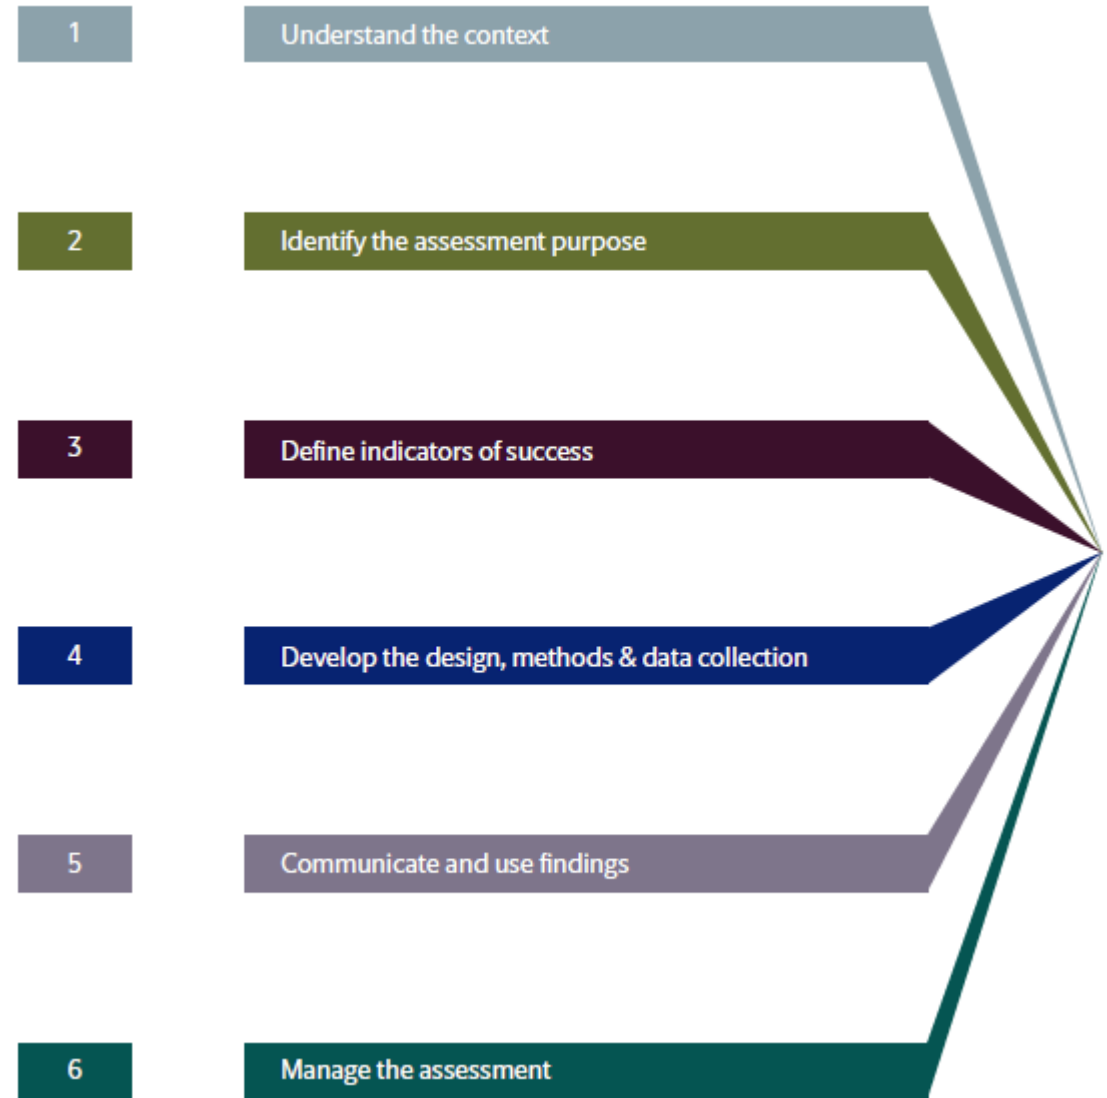 1 Understand the context
2 Identify the assessment purpose
3 Define indicators of success
4 Develop the design, methods & data collection
5 Communicate and use findings
6 Manage the assessment